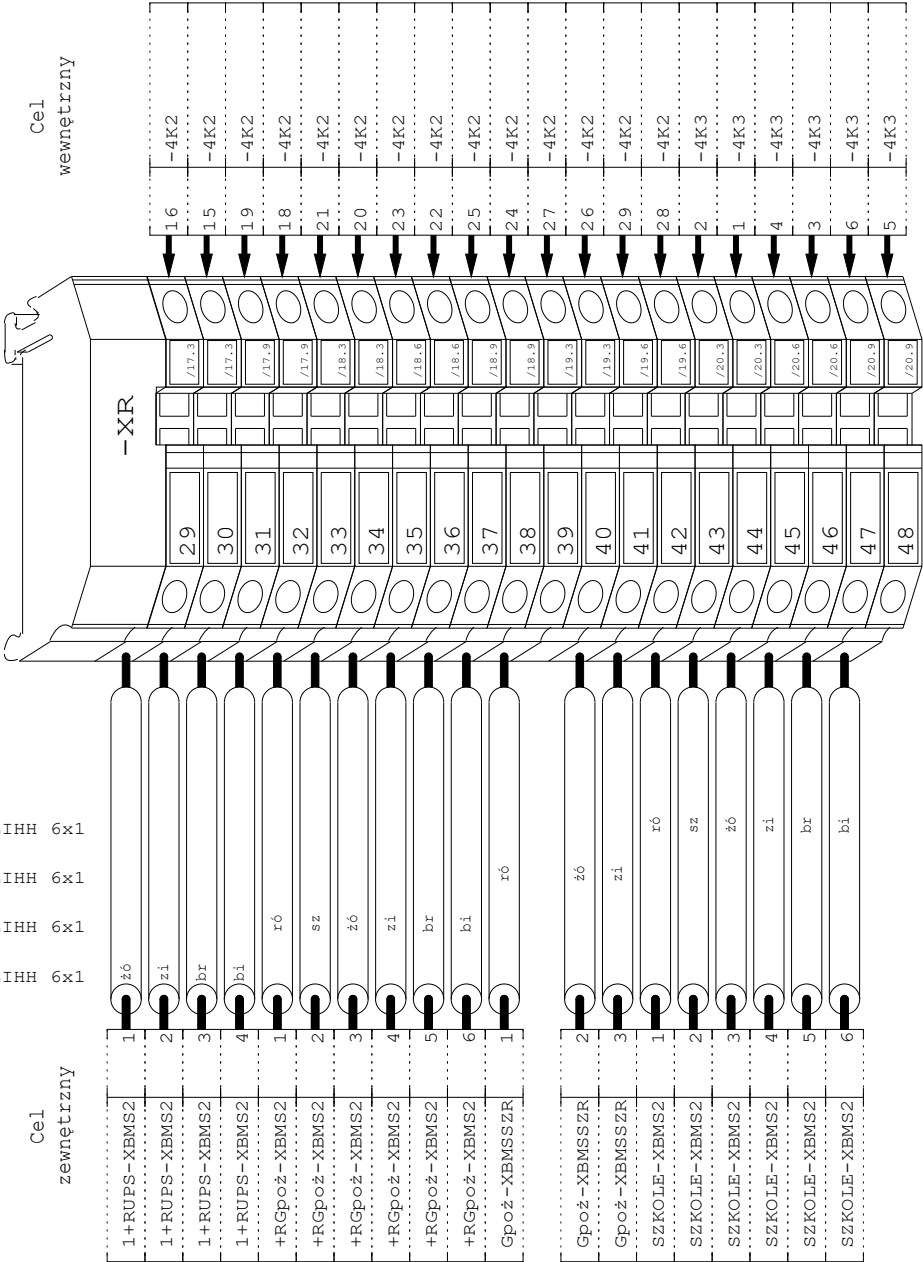 Cel
wewnętrzny
-4K2
-4K2
-4K2
-4K2
-4K2
-4K2
-4K2
-4K2
-4K2
-4K2
-4K2
-4K2
-4K2
-4K2
-4K3
-4K3
-4K3
-4K3
-4K3
-4K3
16
15
19
18
21
20
23
22
25
24
27
26
29
28
2
1
4
3
6
5
/17.3
/17.3
/17.9
/17.9
/18.3
/18.3
/18.6
/18.6
/18.9
/18.9
/19.3
/19.3
/19.6
/19.6
/20.3
/20.3
/20.6
/20.6
/20.9
/20.9
-XR
29
30
31
32
33
34
35
36
37
38
39
40
41
42
43
44
45
46
47
48
IHH 6x1
ró
sz
żó
zi
br
bi
IHH 6x1
ró
żó
zi
IHH 6x1
ró
sz
żó
zi
br
bi
IHH 6x1
żó
zi
br
bi
1
2
3
4
1
2
3
4
5
6
1
2
3
1
2
3
4
5
6
Cel
zewnętrzny
1+RUPS-XBMS2
1+RUPS-XBMS2
1+RUPS-XBMS2
1+RUPS-XBMS2
+RGpoż-XBMS2
+RGpoż-XBMS2
+RGpoż-XBMS2
+RGpoż-XBMS2
+RGpoż-XBMS2
+RGpoż-XBMS2
Gpoż-XBMSSZR
Gpoż-XBMSSZR
Gpoż-XBMSSZR
SZKOLE-XBMS2
SZKOLE-XBMS2
SZKOLE-XBMS2
SZKOLE-XBMS2
SZKOLE-XBMS2
SZKOLE-XBMS2